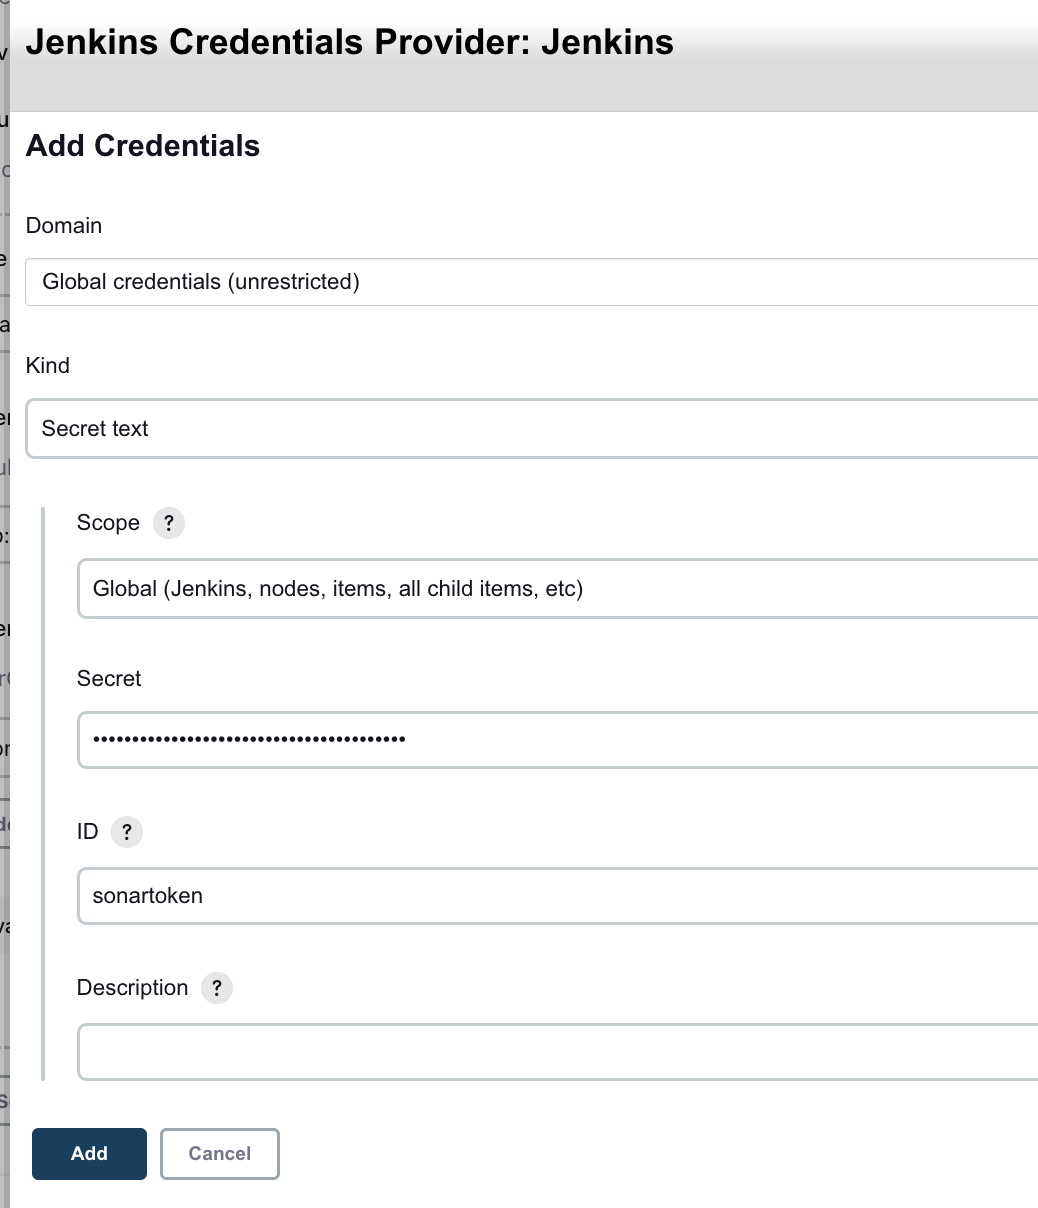 Jenkins Credentials Provider: Jenkins
Add Credentials
Domain
Global credentials (unrestricted)
Kind
Secret text
Scope ?
Global (Jenkins, nodes, items, all child items, etc)
Secret
••••••••••••••••••••••••••••••••••••••••
ID ?
sonartoken
Description ?
Add Cancel